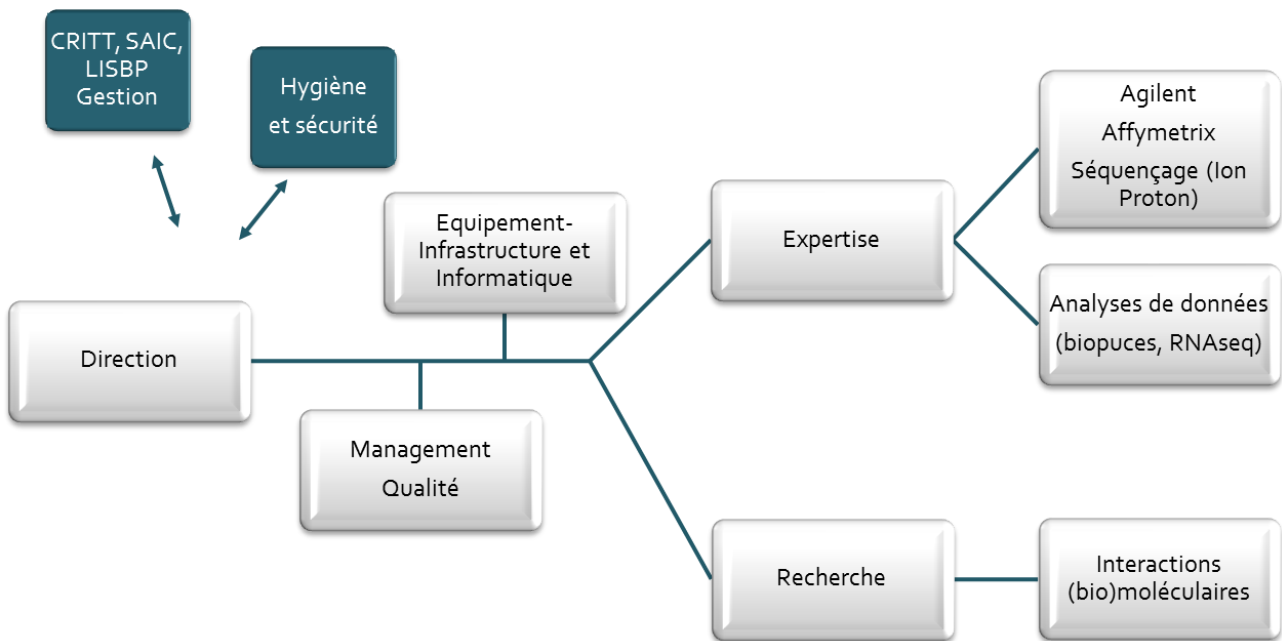 CRITT, SAIC,
LISBP
Gestion
Hygiène
et sécurité
Equipement-
Infrastructure et
Informatique
Direction
Management
Qualité
Expertise
Agilent
Affymetrix
Séquençage (Ion
Proton)
Analyses de données
(biopuces, RNAseq)
Recherche
Interactions
(bio)moléculaires